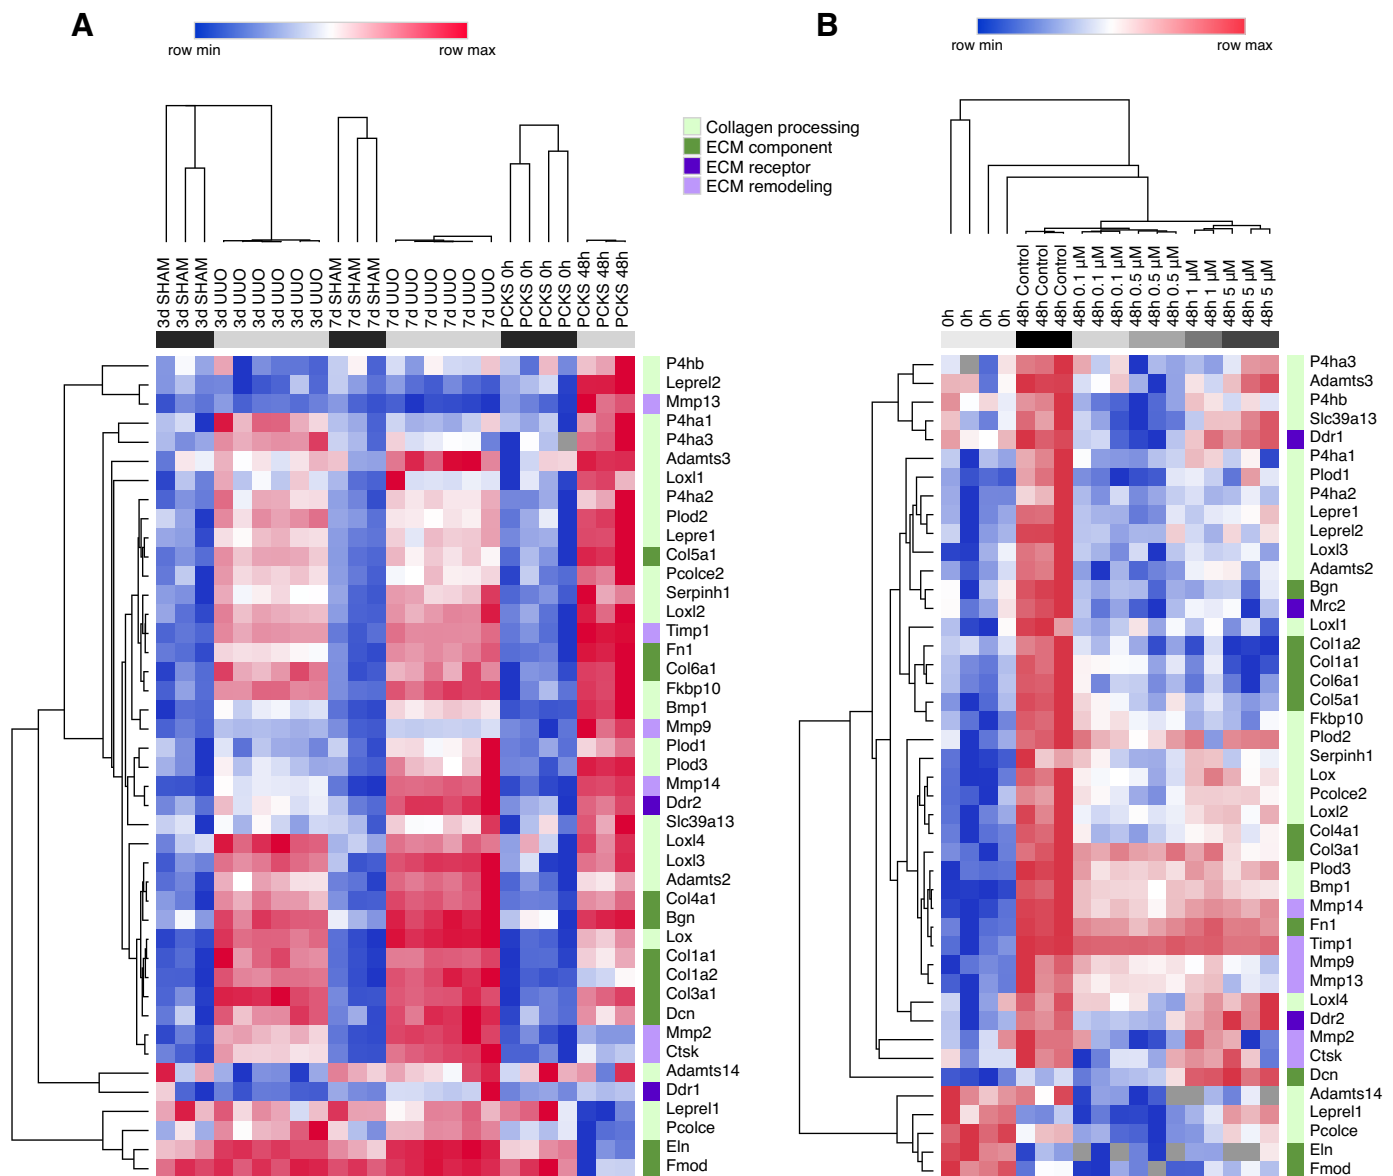 A
row min
row max
B
row min
row max
Collagen processing
ECM component
ECM receptor
ECM remodeling
3d SHAM
3d SHAM
3d SHAM
3d UUO
3d UUO
3d UUO
3d UUO
3d UUO
3d UUO
7d SHAM
7d SHAM
7d SHAM
7d UUO
7d UUO
7d UUO
7d UUO
7d UUO
7d UUO
PCKS 0h
PCKS 0h
PCKS 0h
PCKS 0h
PCKS 48h
PCKS 48h
PCKS 48h
P4hb
Leprel2
Mmp13
P4ha1
P4ha3
Adamts3
Loxl1
P4ha2
Plod2
Lepre1
Col5a1
Pcolce2
Serpinh1
Loxl2
Timp1
Fn1
Col6a1
Fkbp10
Bmp1
Mmp9
Plod1
Plod3
Mmp14
Ddr2
Slc39a13
Loxl4
Loxl3
Adamts2
Col4a1
Bgn
Lox
Col1a1
Col1a2
Col3a1
Dcn
Mmp2
Ctsk
Adamts14
Ddr1
Leprel1
Pcolce
Eln
Fmod
0h
0h
0h
0h
48h Control
48h Control
48h Control
48h 0.1 µM
48h 0.1 µM
48h 0.1 µM
48h 0.5 µM
48h 0.5 µM
48h 0.5 µM
48h 1 µM
48h 1 µM
48h 5 µM
48h 5 µM
48h 5 µM
P4ha3
Adamts3
P4hb
Slc39a13
Ddr1
P4ha1
Plod1
P4ha2
Lepre1
Leprel2
Loxl3
Adamts2
Bgn
Mrc2
Loxl1
Col1a2
Col1a1
Col6a1
Col5a1
Fkbp10
Plod2
Serpinh1
Lox
Pcolce2
Loxl2
Col4a1
Col3a1
Plod3
Bmp1
Mmp14
Fn1
Timp1
Mmp9
Mmp13
Loxl4
Ddr2
Mmp2
Ctsk
Dcn
Adamts14
Leprel1
Pcolce
Eln
Fmod